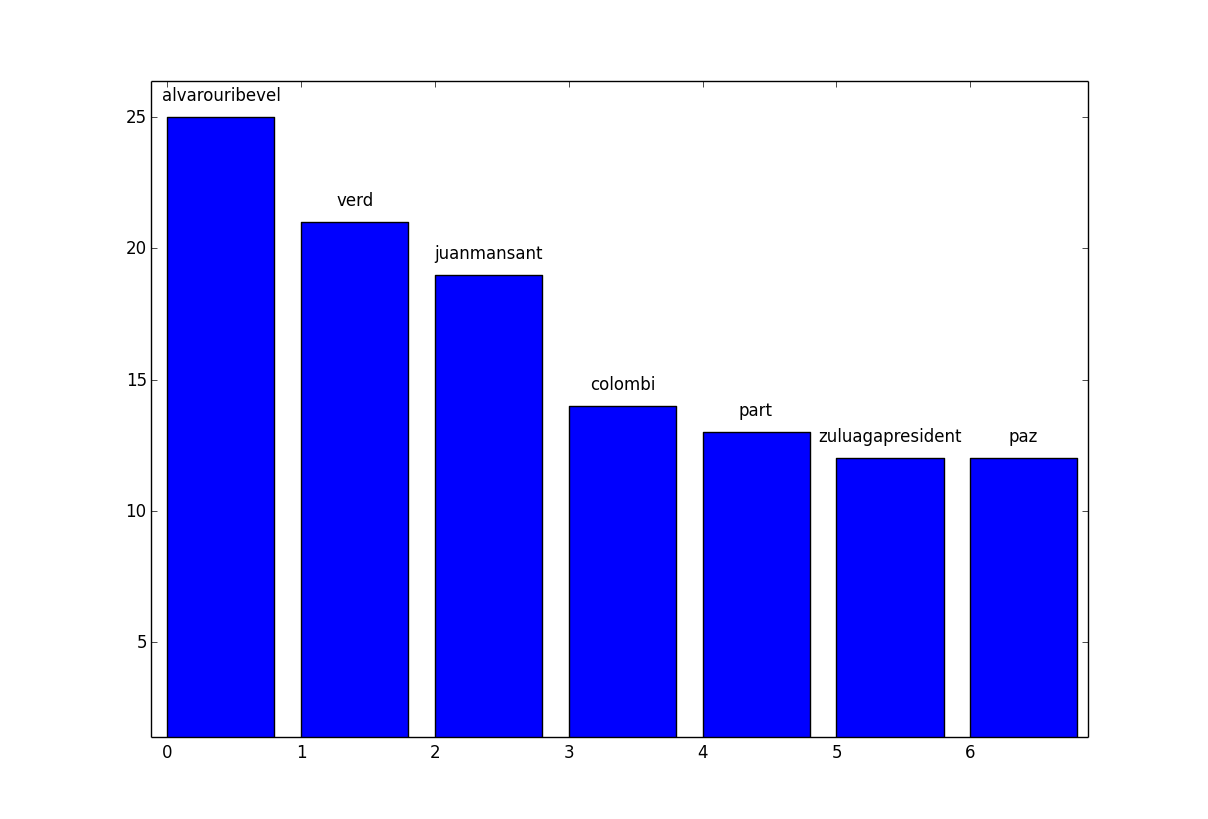 alvarouribevel
25
verd
20
juanmansant
15
colombi
part
zuluagapresident
paz
10
5
0 1 2 3 4 5 6